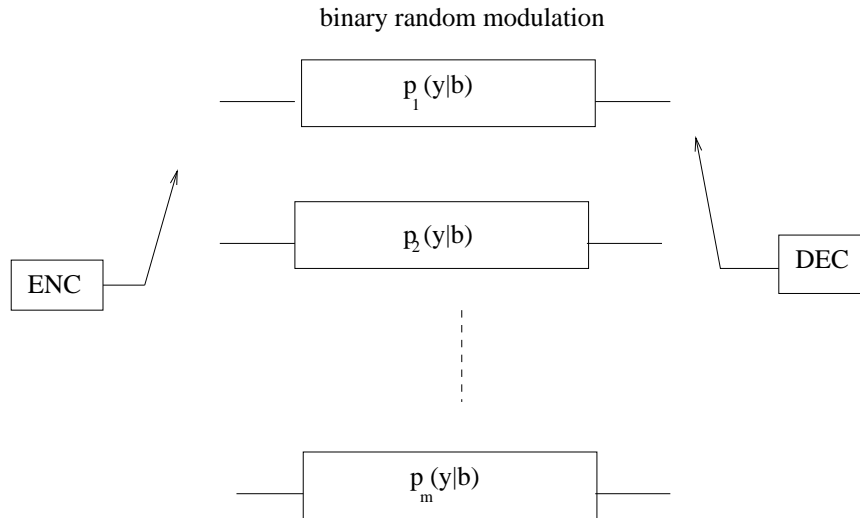 binary random modulation
p₁(y|b)
p₂(y|b)
ENC
DEC
pₘ(y|b)